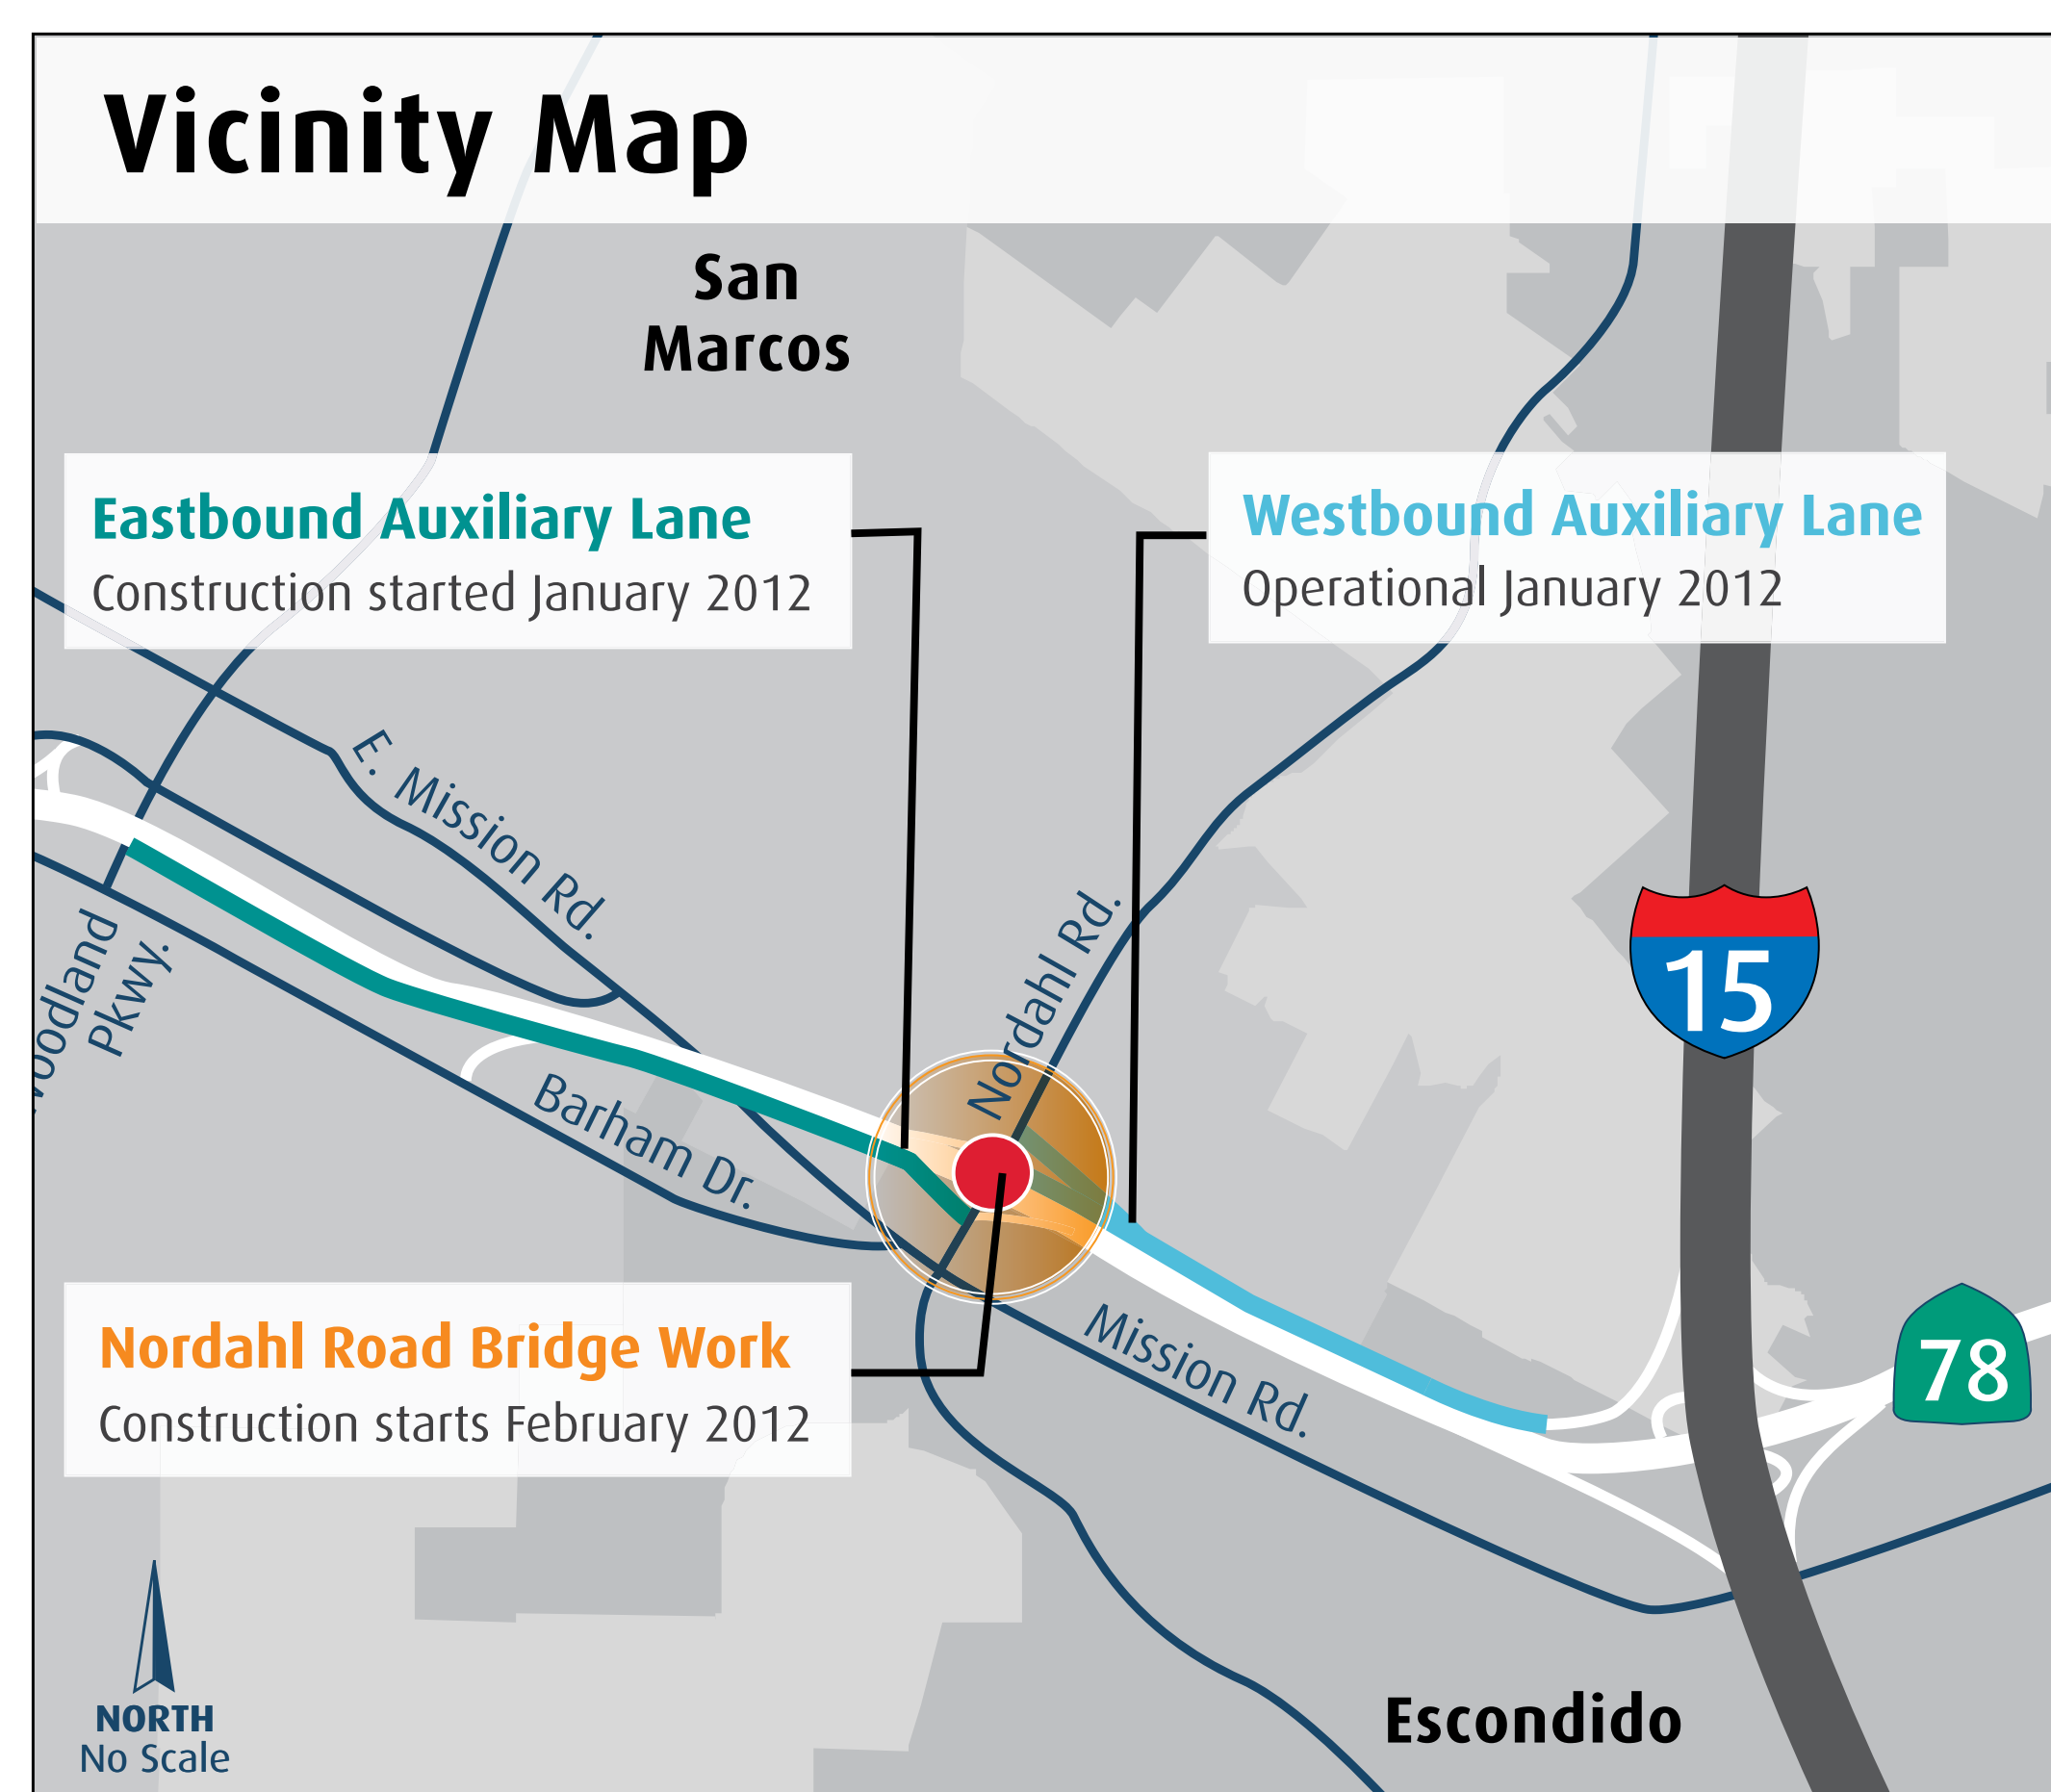 Vicinity Map
San
Marcos
Eastbound Auxiliary Lane
Construction started January 2012
Westbound Auxiliary Lane
Operational January 2012
E. Mission Rd.
Nordahl Rd.
Woodland
Pkwy.
15
Barham Dr.
Nordahl Road Bridge Work
Construction starts February 2012
Mission Rd.
78
NORTH
No Scale
Escondido